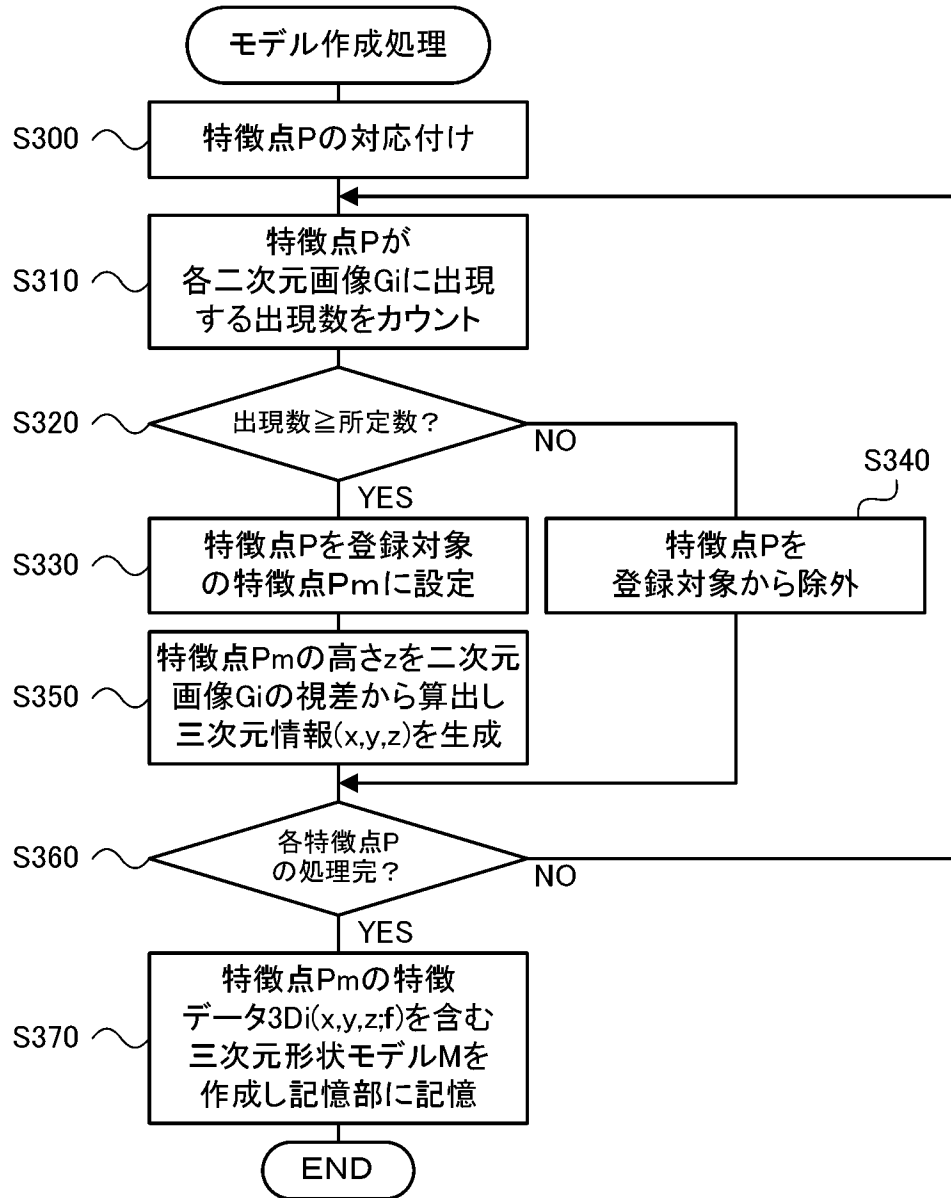 モデル作成処理
S300
特徴点Pの対応付け
S310
特徴点Pが
各二次元画像Giに出現
する出現数をカウント
S320
出現数≧所定数?
NO
YES
S340
S330
特徴点Pを登録対象
の特徴点Pmに設定
特徴点Pを
登録対象から除外
S350
特徴点Pmの高さzを二次元
画像Giの視差から算出し
三次元情報(x,y,z)を生成
S360
各特徴点P
の処理完?
NO
YES
S370
特徴点Pmの特徴
データ3Di(x,y,z;f)を含む
三次元形状モデルMを
作成し記憶部に記憶
END